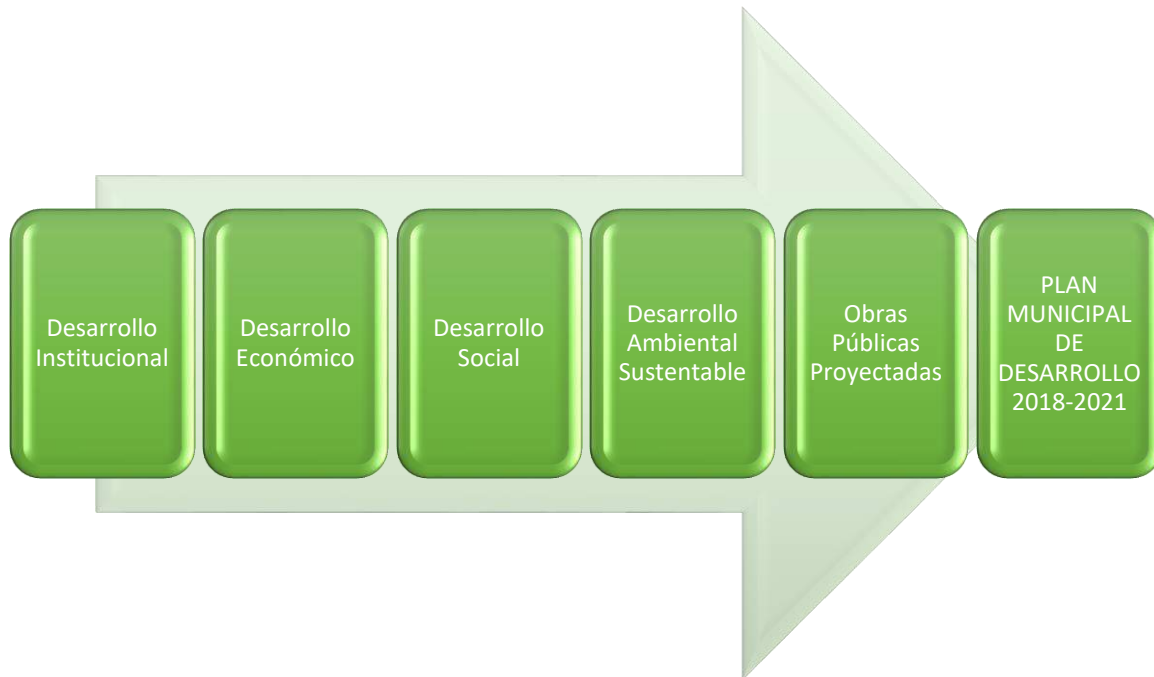 Desarrollo
Institucional
Desarrollo
Económico
Desarrollo
Social
Desarrollo
Ambiental
Sustentable
Obras
Públicas
Proyectadas
PLAN
MUNICIPAL
DE
DESARROLLO
2018-2021